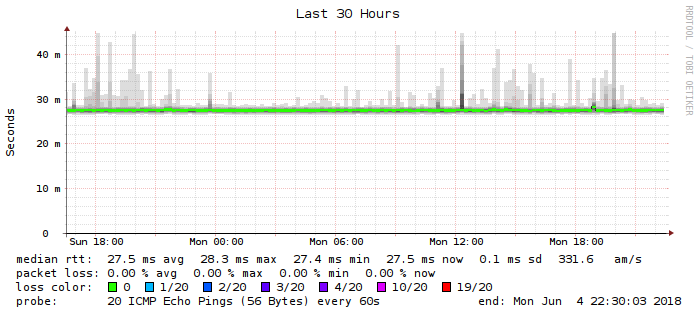 Last 30 Hours
RRDTOOL / TOBI OETIKER
Seconds
40 m
30 m
20 m
10 m
0
Sun 18:00 Mon 00:00 Mon 06:00 Mon 12:00 Mon 18:00
median rtt: 27.5 ms avg 28.3 ms max 27.4 ms min 27.5 ms now 0.1 ms sd 331.6 am/s
packet loss: 0.00 % avg 0.00 % max 0.00 % min 0.00 % now
loss color: 0 1/20 2/20 3/20 4/20 10/20 19/20
probe: 20 ICMP Echo Pings (56 Bytes) every 60s end: Mon Jun 4 22:30:03 2018